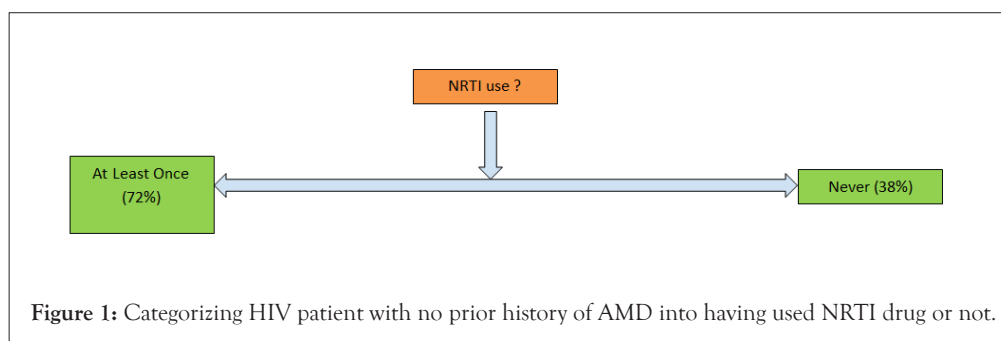 NRTI use ?
At Least Once
(72%)
Never (38%)
Figure 1: Categorizing HIV patient with no prior history of AMD into having used NRTI drug or not.